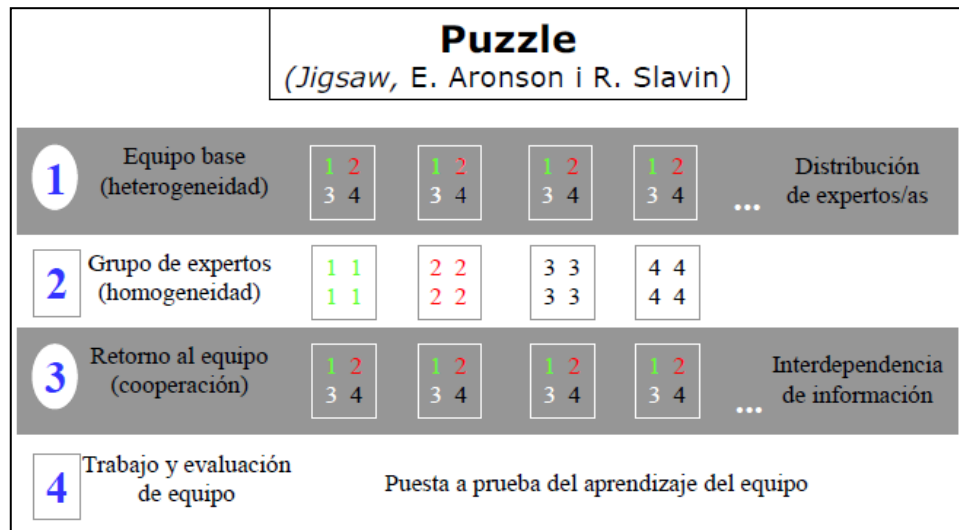 Puzzle
(Jigsaw, E. Aronson i R. Slavin)
1
Equipo base
(heterogeneidad)
1 2
3 4
1 2
3 4
1 2
3 4
1 2
3 4
...
Distribución
de expertos/as
2
Grupo de expertos
(homogeneidad)
1 1
1 1
2 2
2 2
3 3
3 3
4 4
4 4
3
Retorno al equipo
(cooperación)
1 2
3 4
1 2
3 4
1 2
3 4
1 2
3 4
...
Interdependencia
de información
4
Trabajo y evaluación
de equipo
Puesta a prueba del aprendizaje del equipo